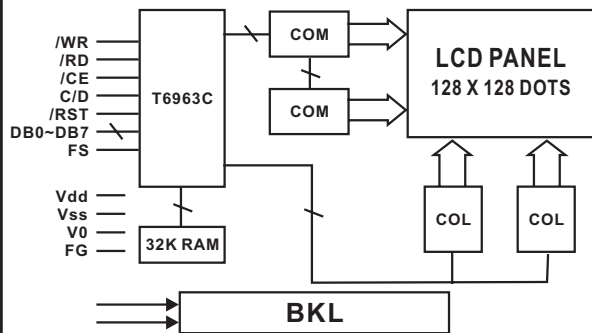 /WR
/RD
/CE
C/D
/RST
DB0~DB7
FS
Vdd
Vss
V0
FG
T6963C
32K RAM
COM
COM
LCD PANEL
128 X 128 DOTS
COL
COL
BKL